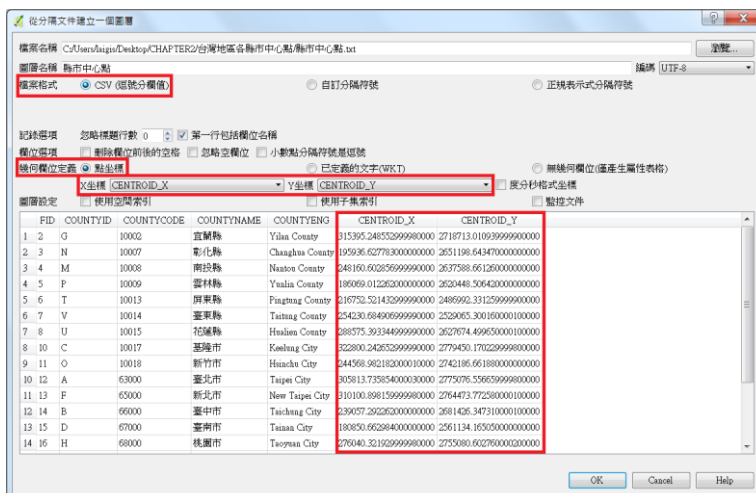 從分隔文件建立一個圖層
檔案名稱 C:/Users/laigis/Desktop/CHAPTER2/台灣地區各縣市中心點/縣市中心點.txt 瀏覽...
圖層名稱 縣市中心點 編碼 UTF-8
檔案格式 CSV (逗號分欄值) 自訂分隔符號 正規表示式分隔符號
記錄選項 忽略標題行數 0 第一行包括欄位名稱
欄位選項 刪除欄位前後的空格 忽略空欄位 小數點分隔符號是逗號
幾何欄位定義 點坐標 已定義的文字(WKT) 無幾何欄位(僅產生屬性表格)
X坐標 CENTROID_X Y坐標 CENTROID_Y 度分秒格式坐標
圖層設定 使用空間索引 使用子集索引 監控文件
FID COUNTYID COUNTYCODE COUNTYNAME COUNTYENG CENTROID_X CENTROID_Y
1 2 G 10002 宜蘭縣 Yilan County 315395.248552999980000 2718713.010939999900000
2 3 N 10007 彰化縣 Changhua County 195936.627783000000000 2651198.643470000000000
3 4 M 10008 南投縣 Nantou County 248160.602856999990000 2637588.661260000000000
4 5 P 10009 雲林縣 Yunlin County 186069.012262000000000 2620448.506420000000000
5 6 T 10013 屏東縣 Pingtung County 216752.521432999990000 2486992.331259999900000
6 7 V 10014 臺東縣 Taitung County 254230.684906999990000 2529065.300160000100000
7 8 U 10015 花蓮縣 Hualien County 288575.393344999990000 2627674.499650000100000
8 10 C 10017 基隆市 Keelung City 322800.242652999990000 2779450.170229999800000
9 11 O 10018 新竹市 Hsinchu City 244568.982182000010000 2742186.661880000000000
10 12 A 63000 臺北市 Taipei City 305813.735854000030000 2775076.556659999800000
11 13 F 65000 新北市 New Taipei City 310100.898159999980000 2764473.772580000100000
12 14 B 66000 臺中市 Taichung City 239057.292262000000000 2681426.347310000000000
13 15 D 67000 臺南市 Tainan City 180850.662984000000000 2561134.165050000000000
14 16 H 68000 桃園市 Taoyuan City 276040.321929999980000 2755080.602760000200000
OK Cancel Help